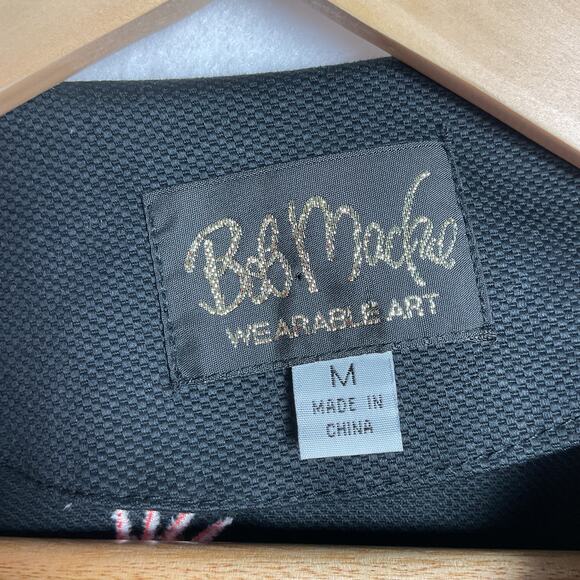 Bob Mackie
WEARABLE ART
M
MADE IN
CHINA